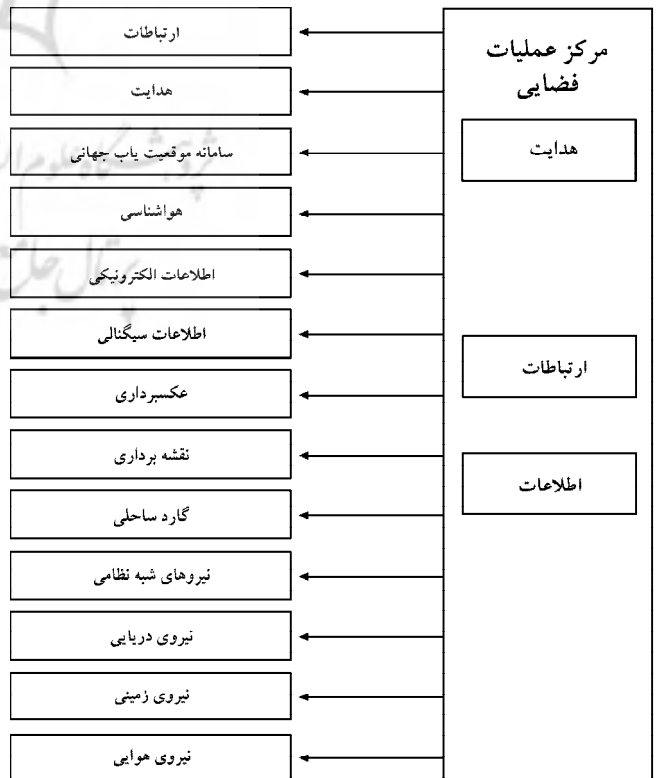 مرکز عملیات
فضایی
هدایت
ارتباطات
اطلاعات
ارتباطات
هدایت
سامانه موقعیت یاب جهانی
هواشناسی
اطلاعات الکترونیکی
اطلاعات سیگنالی
عکسبرداری
نقشه برداری
گارد ساحلی
نیروهای شبه نظامی
نیروی دریایی
نیروی زمینی
نیروی هوایی